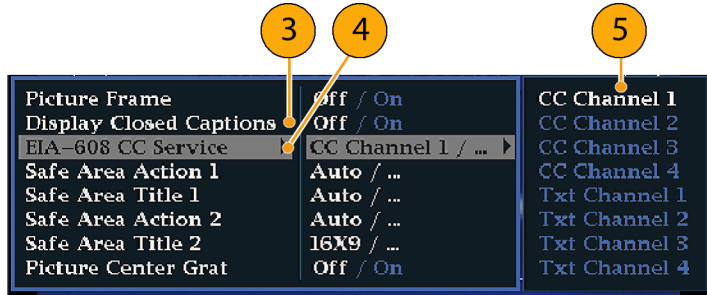 3 4 5
Picture Frame Off / On CC Channel 1
Display Closed Captions Off / On CC Channel 2
EIA-608 CC Service CC Channel 1 / ... CC Channel 3
Safe Area Action 1 Auto / ... CC Channel 4
Safe Area Title 1 Auto / ... Txt Channel 1
Safe Area Action 2 Auto / ... Txt Channel 2
Safe Area Title 2 16X9 / ... Txt Channel 3
Picture Center Grat Off / On Txt Channel 4